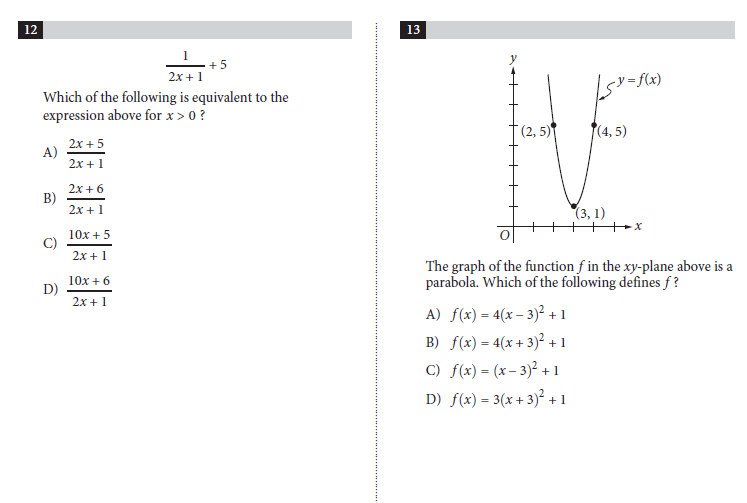 12
1
2x + 1
+ 5
Which of the following is equivalent to the
expression above for x > 0 ?
A) 2x + 5
2x + 1
B) 2x + 6
2x + 1
C) 10x + 5
2x + 1
D) 10x + 6
2x + 1
13
y
y = f(x)
(2, 5)
(4, 5)
(3, 1)
x
O
The graph of the function f in the xy-plane above is a
parabola. Which of the following defines f ?
A) f(x) = 4(x – 3)² + 1
B) f(x) = 4(x + 3)² + 1
C) f(x) = (x – 3)² + 1
D) f(x) = 3(x + 3)² + 1